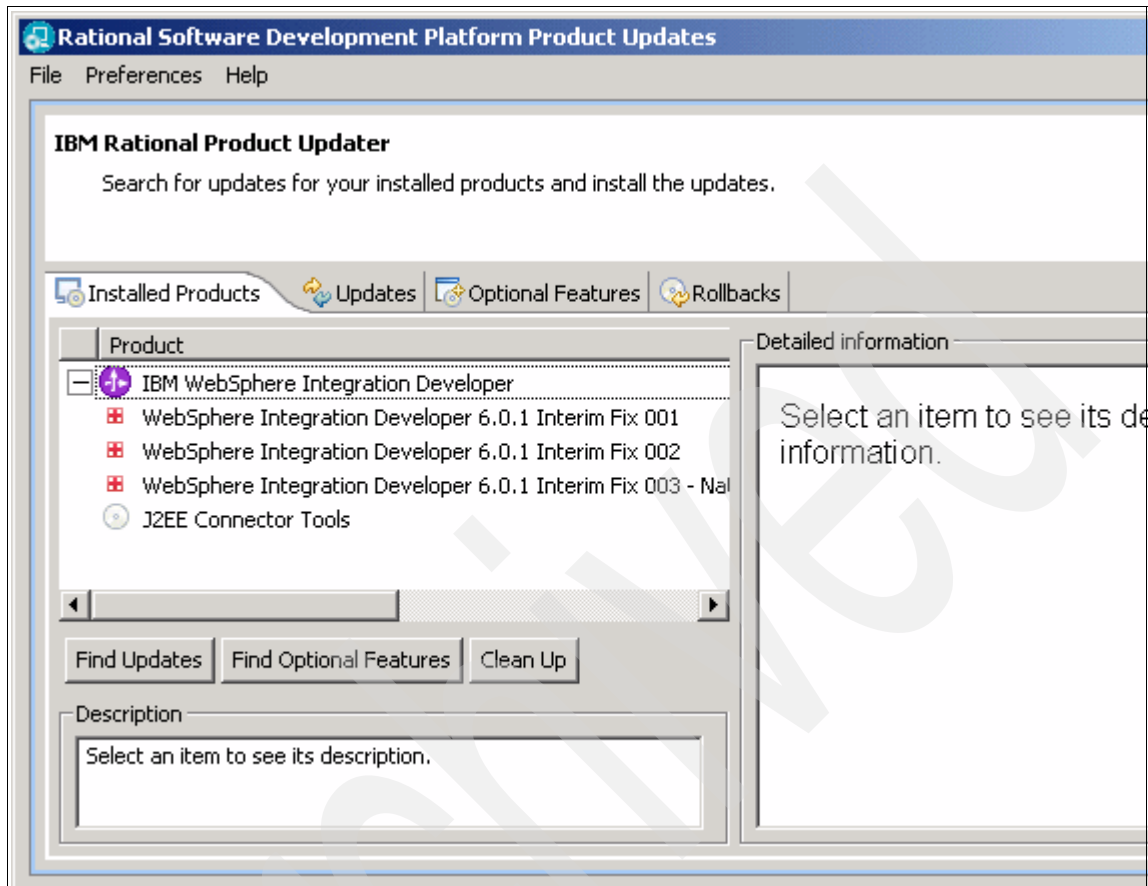 Rational Software Development Platform Product Updates
File Preferences Help
IBM Rational Product Updater
Search for updates for your installed products and install the updates.
Installed Products Updates Optional Features Rollbacks
Product
IBM WebSphere Integration Developer
WebSphere Integration Developer 6.0.1 Interim Fix 001
WebSphere Integration Developer 6.0.1 Interim Fix 002
WebSphere Integration Developer 6.0.1 Interim Fix 003 - Nat
J2EE Connector Tools
Find Updates Find Optional Features Clean Up
Description
Select an item to see its description.
Detailed information
Select an item to see its de
information.